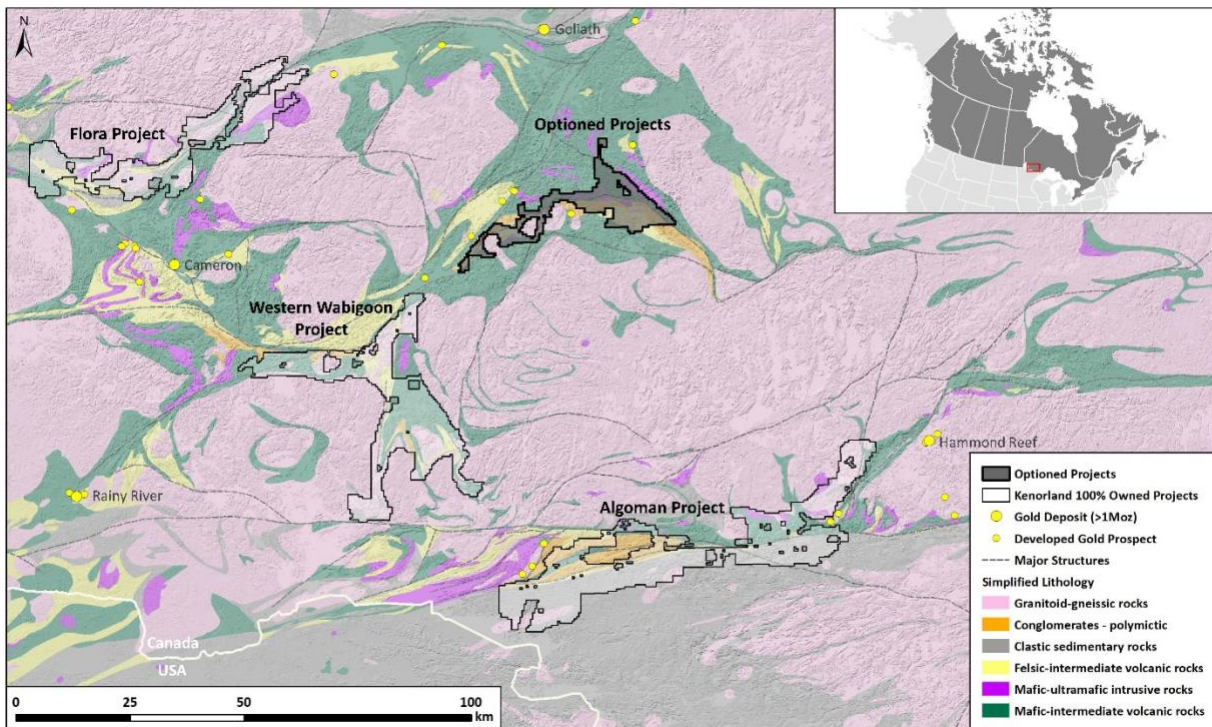 N
Goliath
Flora Project
Optioned Projects
Cameron
Western Wabigoon
Project
Hammond Reef
Rainy River
Algoman Project
Canada
USA
0 25 50 100
km
Optioned Projects
Kenorland 100% Owned Projects
Gold Deposit (>1Moz)
Developed Gold Prospect
Major Structures
Simplified Lithology
Granitoid-gneissic rocks
Conglomerates - polymictic
Clastic sedimentary rocks
Felsic-intermediate volcanic rocks
Mafic-ultramafic intrusive rocks
Mafic-intermediate volcanic rocks